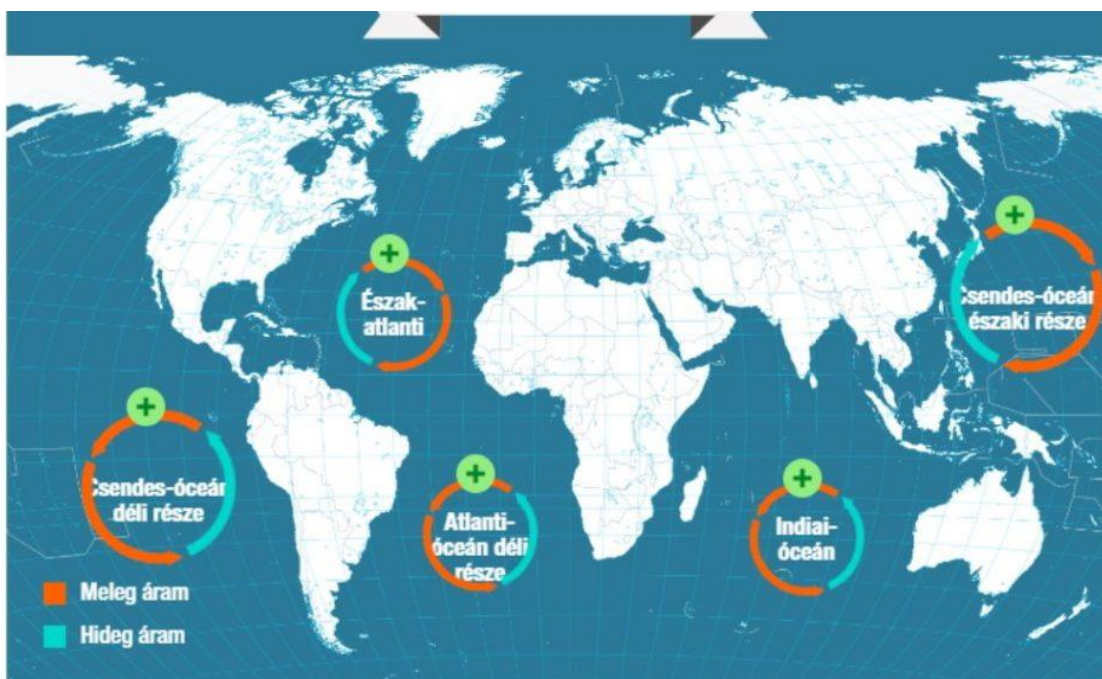 Észak-
atlanti
Csendes-óceán
északi része
Csendes-óceán
déli része
Atlanti-
óceán déli
része
Indiai-
óceán
Meleg áram
Hideg áram